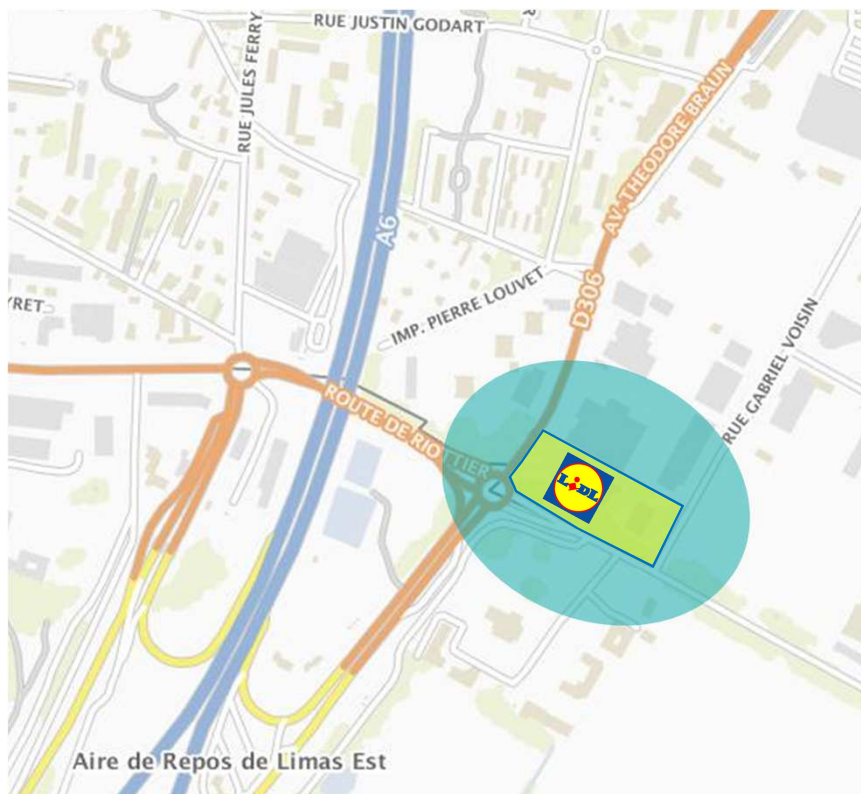 RUE JUSTIN GODART
RUE JULES FERRY
AV. THEODORE BRAUN
A6
D306
IMP. PIERRE LOUVET
YRET
RUE GABRIEL VOISIN
ROUTE DE RIOTTIER
LIDL
Aire de Repos de Limas Est